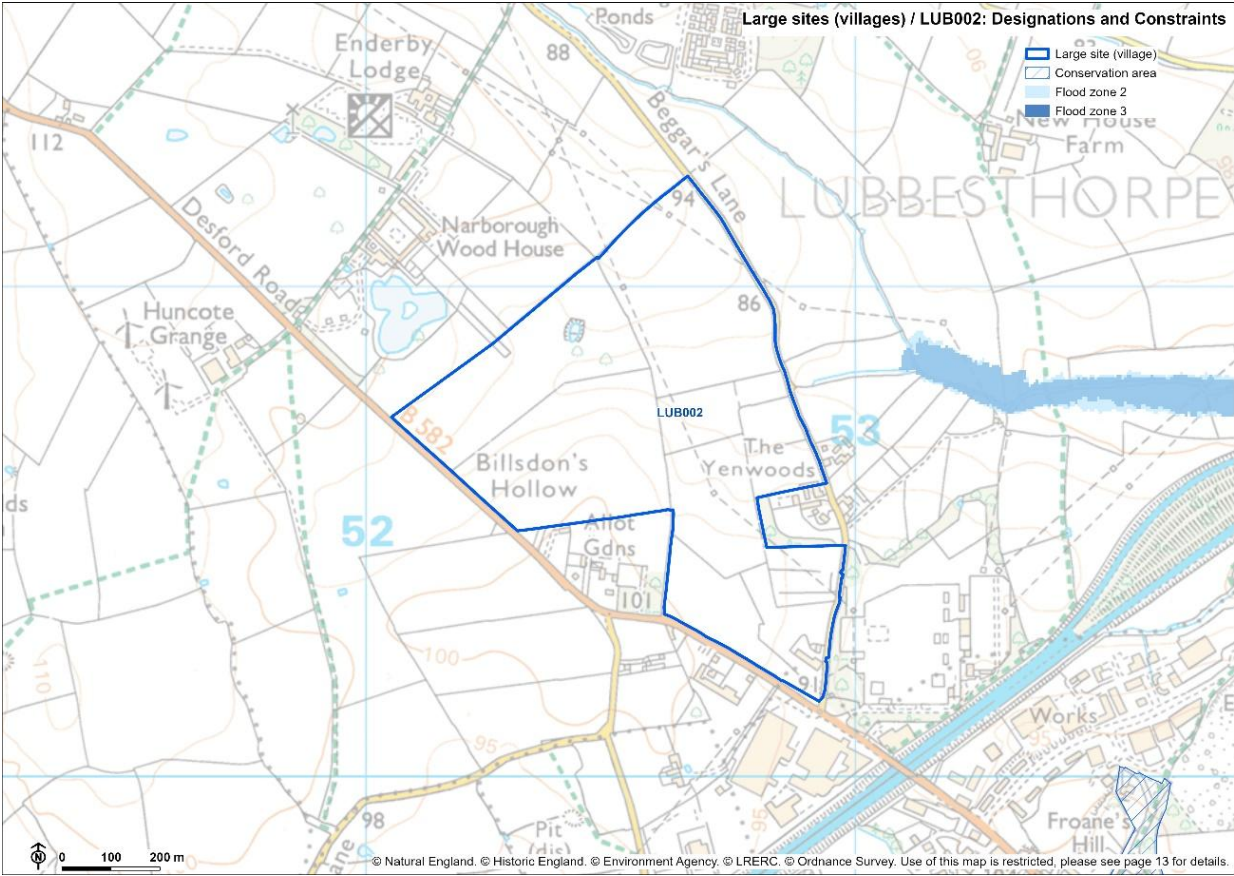 Large sites (villages) / LUB002: Designations and Constraints
Large site (village)
Conservation area
Flood zone 2
Flood zone 3
Ponds
Enderby
Lodge
88
Beggar's Lane
New House
Farm
112
98
LUBBESTHORPE
94
Desford Road
Narborough
Wood House
86
Huncote
Grange
LUB002
B 582
53
The
Yenwoods
Billsdon's
Hollow
ds
52
Allot
Gdns
101
100
110
91
Works
95
95
98
Lane
Pit
(dis)
Froane's
Hill
N
0 100 200 m
© Natural England. © Historic England. © Environment Agency. © LRERC. © Ordnance Survey. Use of this map is restricted, please see page 13 for details.